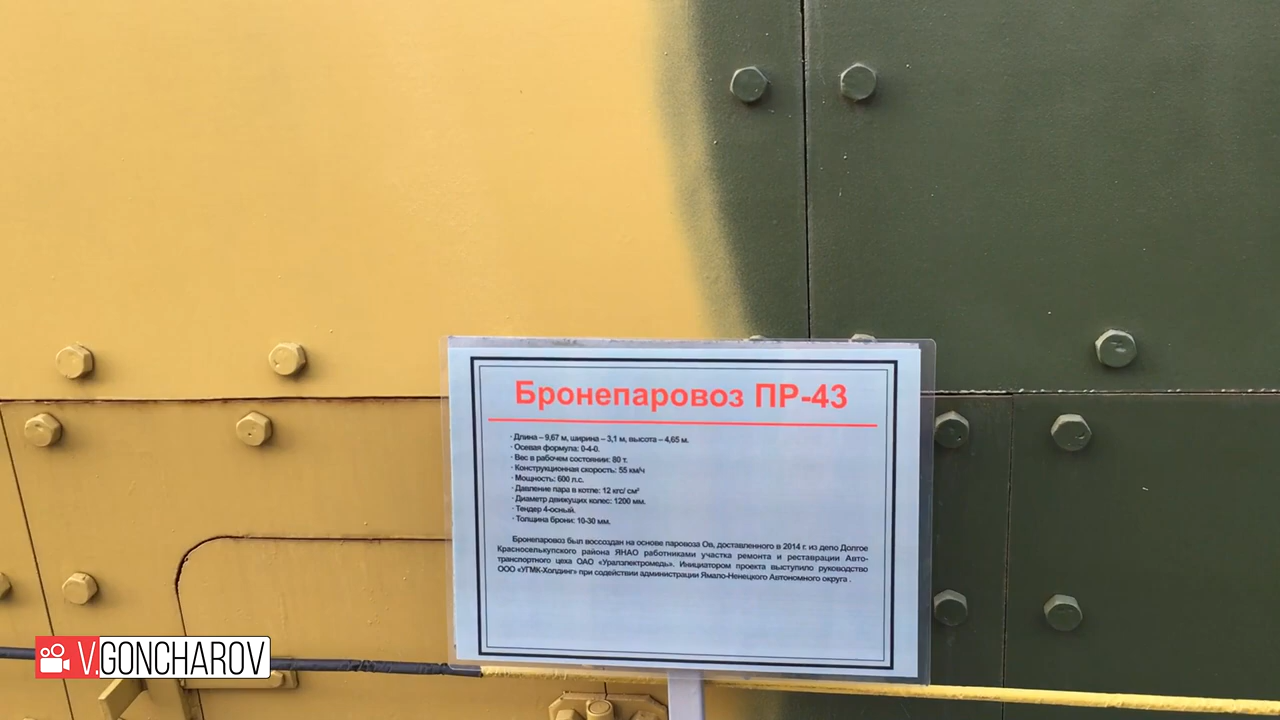 Бронепаровоз ПР-43
· Длина – 9,67 м, ширина – 3,1 м, высота – 4,65 м.
· Осевая формула: 0-4-0.
· Вес в рабочем состоянии: 80 т.
· Конструкционная скорость: 55 км/ч
· Мощность: 600 л.с.
· Давление пара в котле: 12 кгс/ см²
· Диаметр движущих колес: 1200 мм.
· Тендер 4-осный.
· Толщина брони: 10-30 мм.
Бронепаровоз был воссоздан на основе паровоза Ов, доставленного в 2014 г. из депо Долгое
Красноселькупского района ЯНАО работниками участка ремонта и реставрации Авто-
транспортного цеха ОАО «Уралэлектромедь». Инициатором проекта выступило руководство
ООО «УГМК-Холдинг» при содействии администрации Ямало-Ненецкого Автономного округа .
V.GONCHAROV